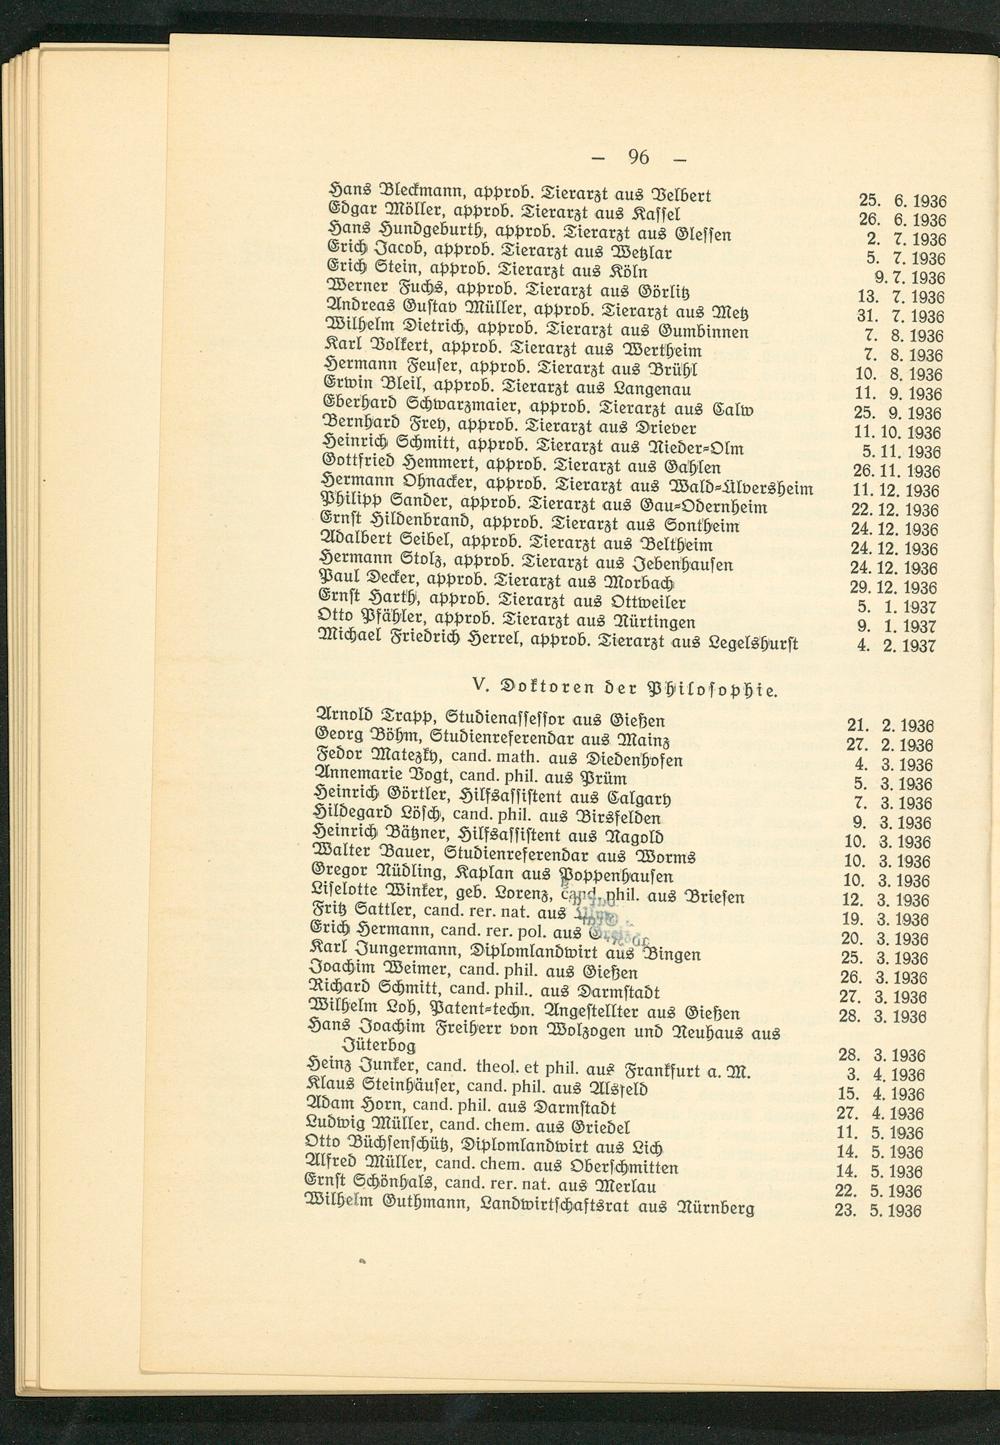 — 96 —
Hans Bleckmann, approb. Tierarzt aus Velbert 25. 6. 1936
Edgar Möller, approb. Tierarzt aus Kassel 26. 6. 1936
Hans Hundgeburth, approb. Tierarzt aus Glessen 2. 7. 1936
Erich Jacob, approb. Tierarzt aus Wetzlar 5. 7. 1936
Erich Stein, approb. Tierarzt aus Köln 9. 7. 1936
Werner Fuchs, approb. Tierarzt aus Görlitz 13. 7. 1936
Andreas Gustav Müller, approb. Tierarzt aus Metz 31. 7. 1936
Wilhelm Dietrich, approb. Tierarzt aus Gumbinnen 7. 8. 1936
Karl Volkert, approb. Tierarzt aus Wertheim 7. 8. 1936
Hermann Feuser, approb. Tierarzt aus Brühl 10. 8. 1936
Erwin Bleil, approb. Tierarzt aus Langenau 11. 9. 1936
Eberhard Schwarzmaier, approb. Tierarzt aus Calw 25. 9. 1936
Bernhard Frey, approb. Tierarzt aus Driever 11. 10. 1936
Heinrich Schmitt, approb. Tierarzt aus Nieder-Olm 5. 11. 1936
Gottfried Hemmert, approb. Tierarzt aus Gahlen 26. 11. 1936
Hermann Ohnacker, approb. Tierarzt aus Wald-Ülversheim 11. 12. 1936
Philipp Sander, approb. Tierarzt aus Gau-Odernheim 22. 12. 1936
Ernst Hildenbrand, approb. Tierarzt aus Sontheim 24. 12. 1936
Adalbert Seibel, approb. Tierarzt aus Beltheim 24. 12. 1936
Hermann Stolz, approb. Tierarzt aus Jebenhausen 24. 12. 1936
Paul Decker, approb. Tierarzt aus Morbach 29. 12. 1936
Ernst Harth, approb. Tierarzt aus Ottweiler 5. 1. 1937
Otto Pfähler, approb. Tierarzt aus Nürtingen 9. 1. 1937
Michael Friedrich Herrel, approb. Tierarzt aus Legelshurst 4. 2. 1937
V. Doktoren der Philosophie.
Arnold Trapp, Studienassessor aus Gießen 21. 2. 1936
Georg Böhm, Studienreferendar aus Mainz 27. 2. 1936
Fedor Matezky, cand. math. aus Diedenhofen 4. 3. 1936
Annemarie Vogt, cand. phil. aus Prüm 5. 3. 1936
Heinrich Görtler, Hilfsassistent aus Calgary 7. 3. 1936
Hildegard Lösch, cand. phil. aus Birsfelden 9. 3. 1936
Heinrich Bätzner, Hilfsassistent aus Nagold 10. 3. 1936
Walter Bauer, Studienreferendar aus Worms 10. 3. 1936
Gregor Nüdling, Kaplan aus Poppenhausen 10. 3. 1936
Liselotte Winker, geb. Lorenz, cand. phil. aus Briesen 12. 3. 1936
Fritz Sattler, cand. rer. nat. aus 19. 3. 1936
Erich Hermann, cand. rer. pol. aus 20. 3. 1936
Karl Jungermann, Diplomlandwirt aus Bingen 25. 3. 1936
Joachim Weimer, cand. phil. aus Gießen 26. 3. 1936
Richard Schmitt, cand. phil.. aus Darmstadt 27. 3. 1936
Wilhelm Loh, Patent-techn. Angestellter aus Gießen 28. 3. 1936
Hans Joachim Freiherr von Wolzogen und Neuhaus aus
Jüterbog 28. 3. 1936
Heinz Junker, cand. theol. et phil. aus Frankfurt a. M. 3. 4. 1936
Klaus Steinhäuser, cand. phil. aus Alsfeld 15. 4. 1936
Adam Horn, cand. phil. aus Darmstadt 27. 4. 1936
Ludwig Müller, cand. chem. aus Griedel 11. 5. 1936
Otto Büchsenschütz, Diplomlandwirt aus Lich 14. 5. 1936
Alfred Müller, cand. chem. aus Oberschmitten 14. 5. 1936
Ernst Schönhals, cand. rer. nat. aus Merlau 22. 5. 1936
Wilhelm Guthmann, Landwirtschaftsrat aus Nürnberg 23. 5. 1936